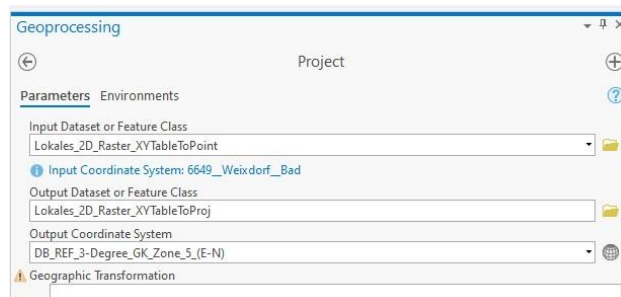 Geoprocessing
Project
Parameters Environments
Input Dataset or Feature Class
Lokales_2D_Raster_XYTableToPoint
Input Coordinate System: 6649__Weixdorf__Bad
Output Dataset or Feature Class
Lokales_2D_Raster_XYTableToProj
Output Coordinate System
DB_REF_3-Degree_GK_Zone_5_(E-N)
Geographic Transformation